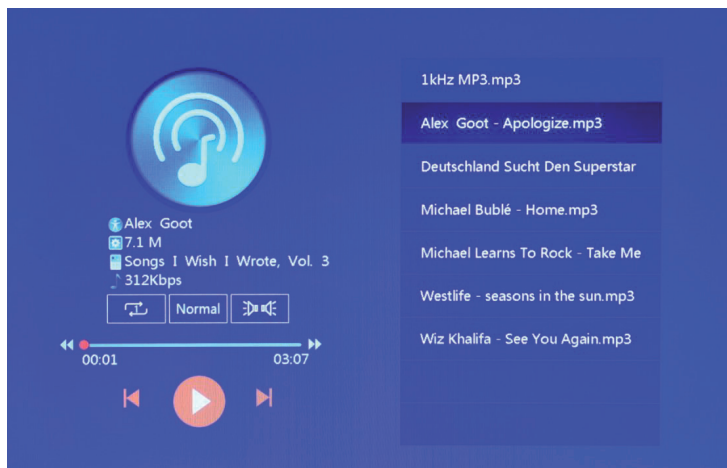 Alex Goot
7.1 M
Songs I Wish I Wrote, Vol. 3
312Kbps
1
Normal
00:01
03:07
1kHz MP3.mp3
Alex Goot - Apologize.mp3
Deutschland Sucht Den Superstar
Michael Bublé - Home.mp3
Michael Learns To Rock - Take Me
Westlife - seasons in the sun.mp3
Wiz Khalifa - See You Again.mp3